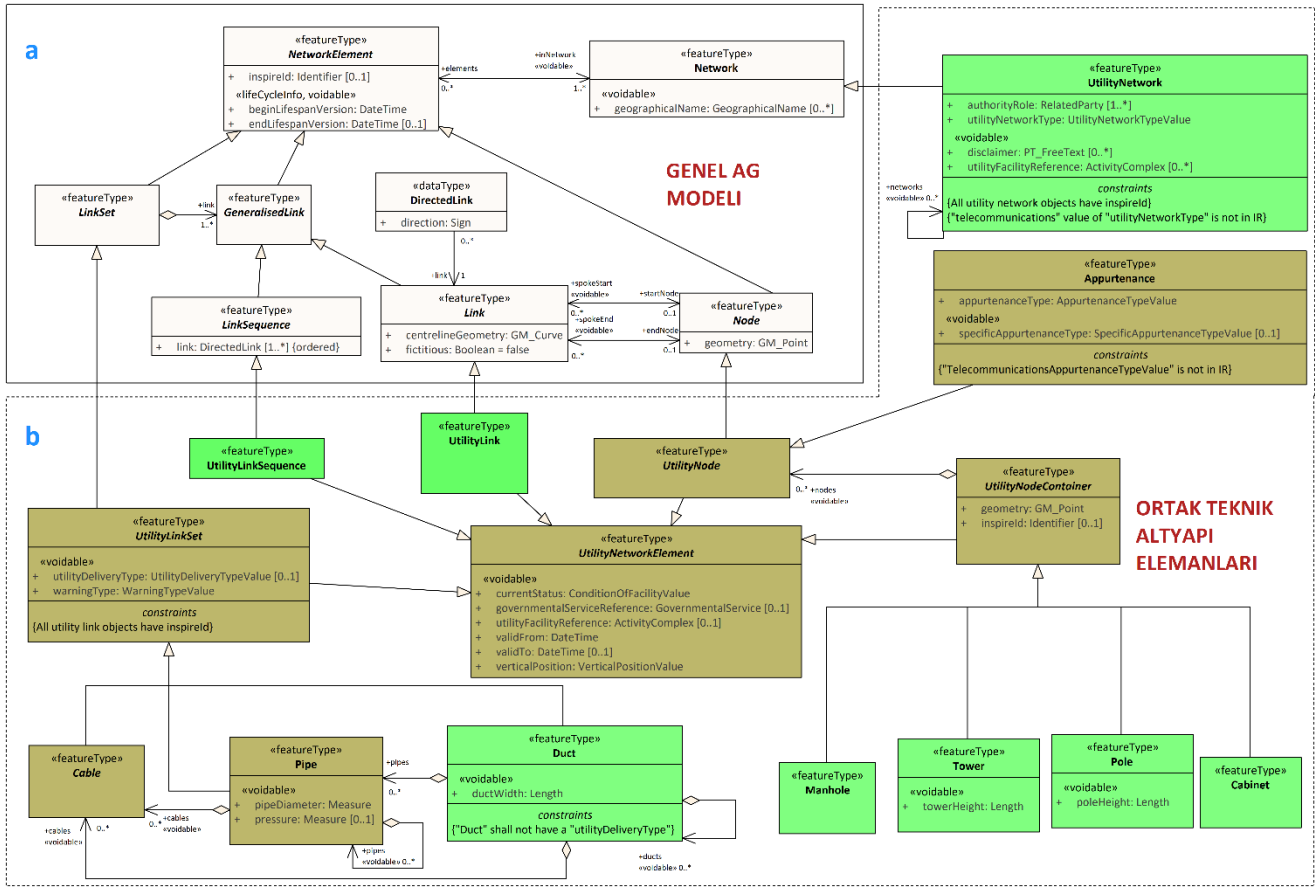 a
«featureType»
NetworkElement
+ inspireId: Identifier [0..1]
«lifeCycleInfo, voidable»
+ beginLifespanVersion: DateTime
+ endLifespanVersion: DateTime [0..1]
+elements
0..*
+inNetwork
«voidable»
1..*
«featureType»
Network
«voidable»
+ geographicalName: GeographicalName [0..*]
«featureType»
UtilityNetwork
+ authorityRole: RelatedParty [1..*]
+ utilityNetworkType: UtilityNetworkTypeValue
«voidable»
+ disclaimer: PT_FreeText [0..*]
+ utilityFacilityReference: ActivityComplex [0..*]
constraints
{All utility network objects have inspireId}
{"telecommunications" value of "utilityNetworkType" is not in IR}
+networks
«voidable» 0..*
GENEL AG
MODELİ
«featureType»
LinkSet
+link
1..*
«featureType»
GeneralisedLink
«dataType»
DirectedLink
+ direction: Sign
0..*
+link 1
«featureType»
LinkSequence
+ link: DirectedLink [1..*] {ordered}
«featureType»
Link
+ centrelineGeometry: GM_Curve
+ fictitious: Boolean = false
+spokeStart
«voidable»
0..*
+startNode
0..1
+spokeEnd
«voidable»
0..*
+endNode
0..1
«featureType»
Node
+ geometry: GM_Point
«featureType»
Appurtenance
+ appurtenanceType: AppurtenanceTypeValue
«voidable»
+ specificAppurtenanceType: SpecificAppurtenanceTypeValue [0..1]
constraints
{"TelecommunicationsAppurtenanceTypeValue" is not in IR}
b
«featureType»
UtilityLinkSequence
«featureType»
UtilityLink
«featureType»
UtilityNode
0..* +nodes
«voidable»
«featureType»
UtilityNodeContainer
+ geometry: GM_Point
+ inspireId: Identifier [0..1]
ORTAK TEKNIK
ALTYAPI
ELEMANLARI
«featureType»
UtilityLinkSet
«voidable»
+ utilityDeliveryType: UtilityDeliveryTypeValue [0..1]
+ warningType: WarningTypeValue
constraints
{All utility link objects have inspireId}
«featureType»
UtilityNetworkElement
«voidable»
+ currentStatus: ConditionOfFacilityValue
+ governmentalServiceReference: GovernmentalService [0..1]
+ utilityFacilityReference: ActivityComplex [0..1]
+ validFrom: DateTime
+ validTo: DateTime [0..1]
+ verticalPosition: VerticalPositionValue
«featureType»
Cable
+cables
0..* «voidable»
+cables
«voidable»
0..*
«featureType»
Pipe
«voidable»
+ pipeDiameter: Measure
+ pressure: Measure [0..1]
+pipes
«voidable» 0..*
+pipes
0..*
«featureType»
Duct
«voidable»
+ ductWidth: Length
constraints
{"Duct" shall not have a "utilityDeliveryType"}
+ducts
«voidable» 0..*
«featureType»
Manhole
«featureType»
Tower
«voidable»
+ towerHeight: Length
«featureType»
Pole
«voidable»
+ poleHeight: Length
«featureType»
Cabinet